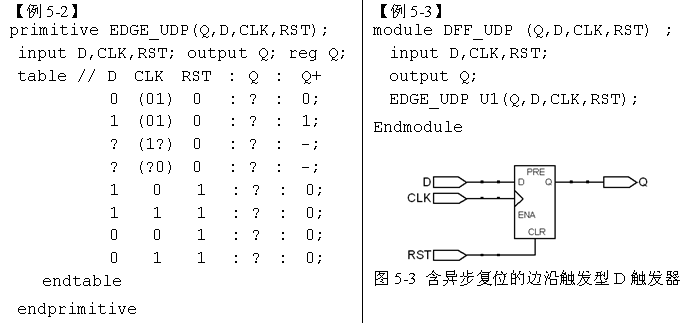 【例 5-2】
primitive EDGE_UDP(Q,D,CLK,RST);
input D,CLK,RST; output Q; reg Q;
table // D CLK RST : Q : Q+
0 (01) 0 : ? : 0;
1 (01) 0 : ? : 1;
? (1?) 0 : ? : -;
? (?0) 0 : ? : -;
1 0 1 : ? : 0;
1 1 1 : ? : 0;
0 0 1 : ? : 0;
0 1 1 : ? : 0;
endtable
endprimitive
【例 5-3】
module DFF_UDP (Q,D,CLK,RST) ;
input D,CLK,RST;
output Q;
EDGE_UDP U1(Q,D,CLK,RST);
Endmodule
PRE
D D Q Q
CLK
ENA
CLR
RST
图 5-3 含异步复位的边沿触发型 D 触发器